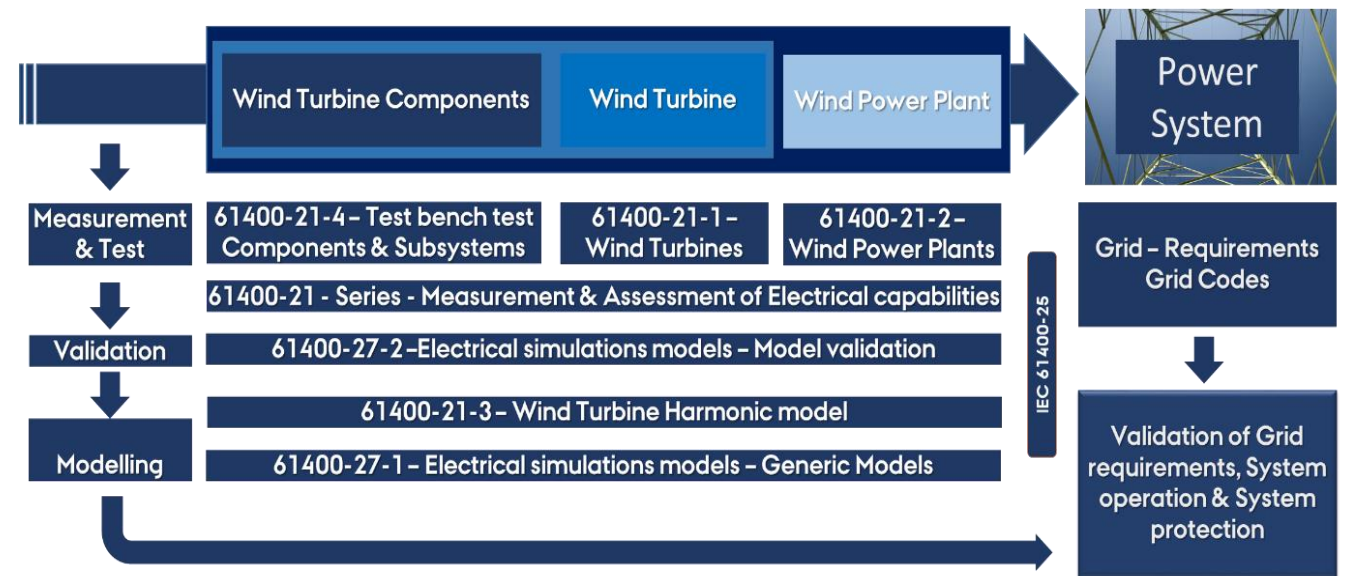 Wind Turbine Components
Wind Turbine
Wind Power Plant
Power
System
Measurement
& Test
61400-21-4 – Test bench test
Components & Subsystems
61400-21-1 –
Wind Turbines
61400-21-2 –
Wind Power Plants
Grid – Requirements
Grid Codes
61400-21 - Series - Measurement & Assessment of Electrical capabilities
IEC 61400-25
Validation
61400-27-2 –Electrical simulations models – Model validation
61400-21-3 – Wind Turbine Harmonic model
Modelling
61400-27-1 – Electrical simulations models – Generic Models
Validation of Grid
requirements, System
operation & System
protection